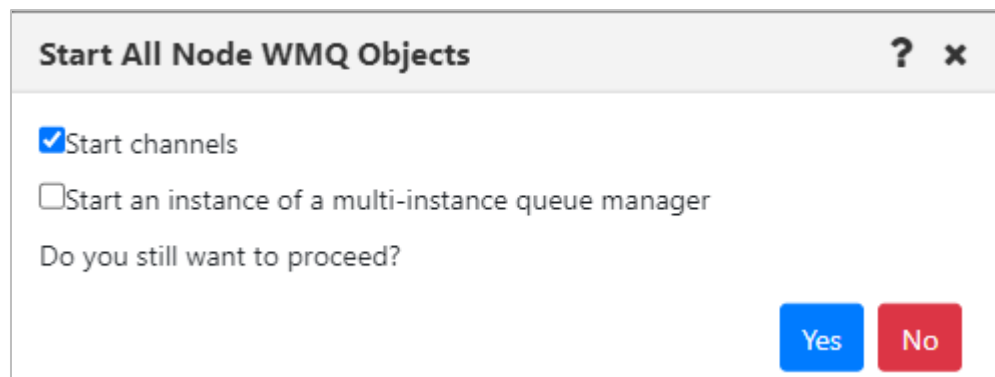 Start All Node WMQ Objects ? ×
Start channels
Start an instance of a multi-instance queue manager
Do you still want to proceed?
Yes No